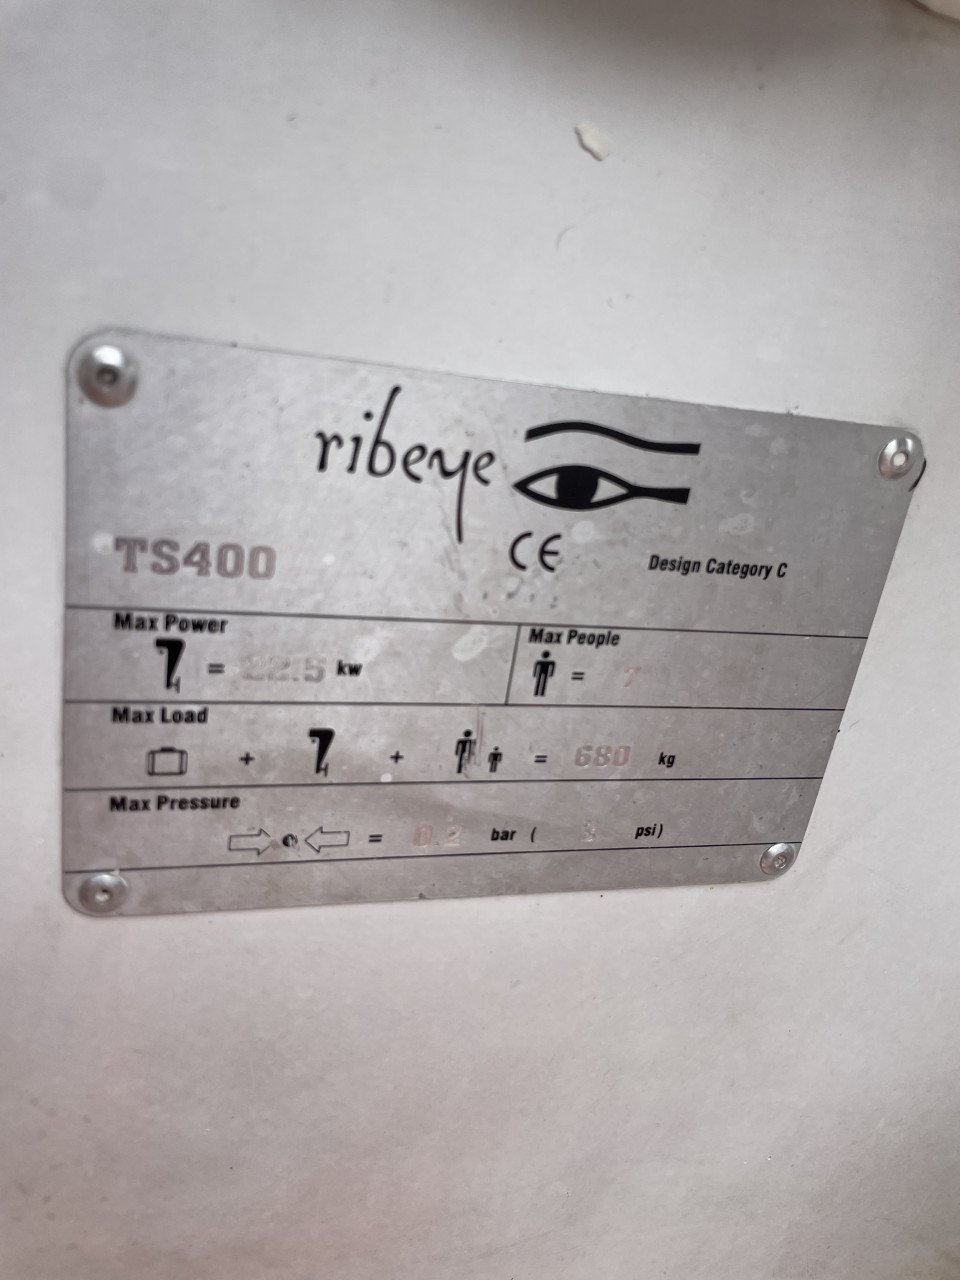 ribeye
TS400
CE
Design Category C
Max Power
= 22.5 kw
Max People
= 7
Max Load
+ + = 680 kg
Max Pressure
= 0.2 bar ( 3 psi)